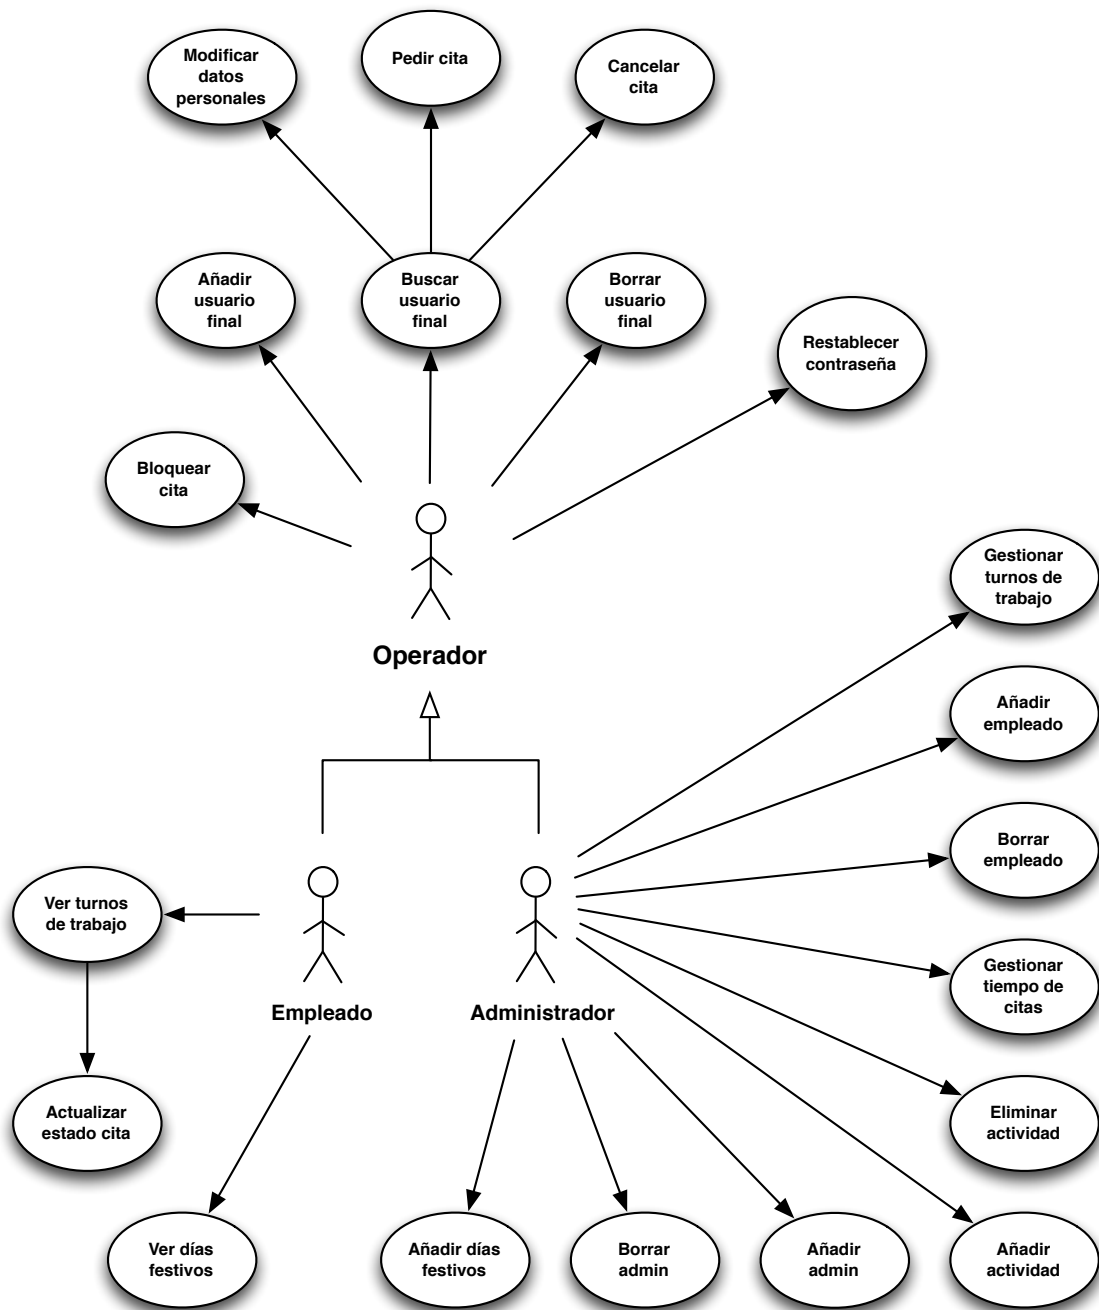 Modificar
datos
personales
Pedir cita
Cancelar
cita
Añadir
usuario
final
Buscar
usuario
final
Borrar
usuario
final
Restablecer
contraseña
Bloquear
cita
Operador
Gestionar
turnos de
trabajo
Añadir
empleado
Borrar
empleado
Ver turnos
de trabajo
Gestionar
tiempo de
citas
Empleado
Administrador
Actualizar
estado cita
Eliminar
actividad
Ver días
festivos
Añadir días
festivos
Borrar
admin
Añadir
admin
Añadir
actividad